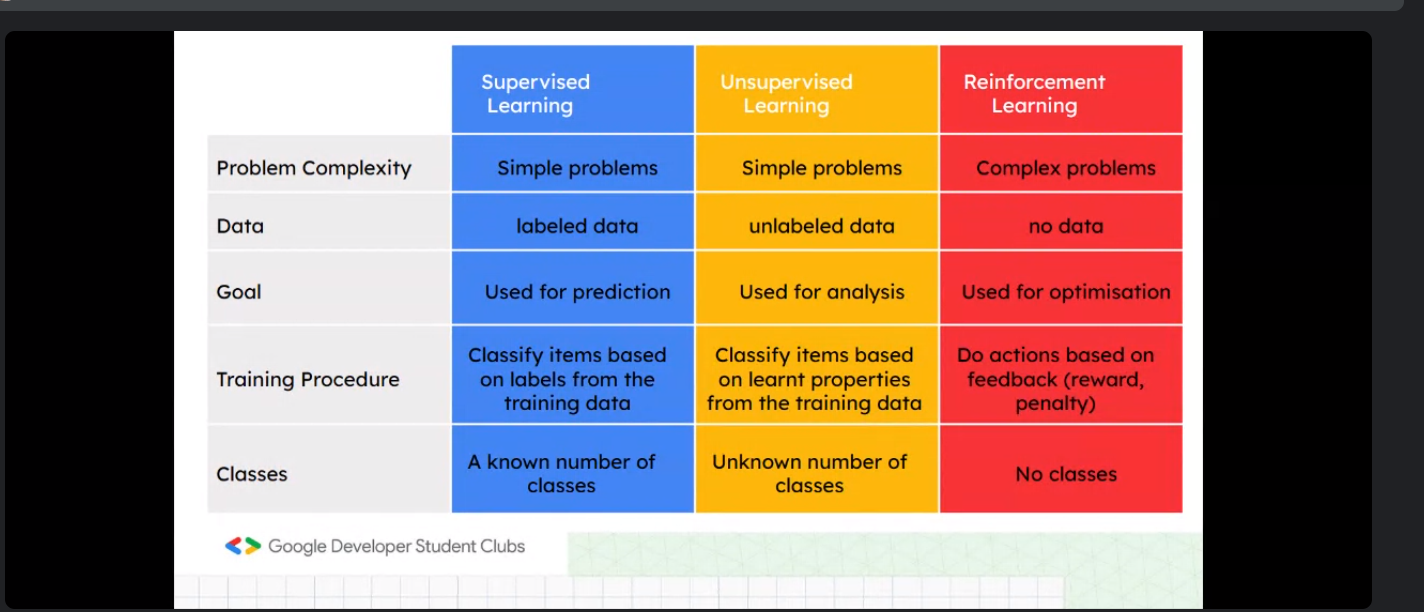 Supervised
Learning
Unsupervised
Learning
Reinforcement
Learning
Problem Complexity
Simple problems
Simple problems
Complex problems
Data
labeled data
unlabeled data
no data
Goal
Used for prediction
Used for analysis
Used for optimisation
Training Procedure
Classify items based
on labels from the
training data
Classify items based
on learnt properties
from the training data
Do actions based on
feedback (reward,
penalty)
Classes
A known number of
classes
Unknown number of
classes
No classes
Google Developer Student Clubs